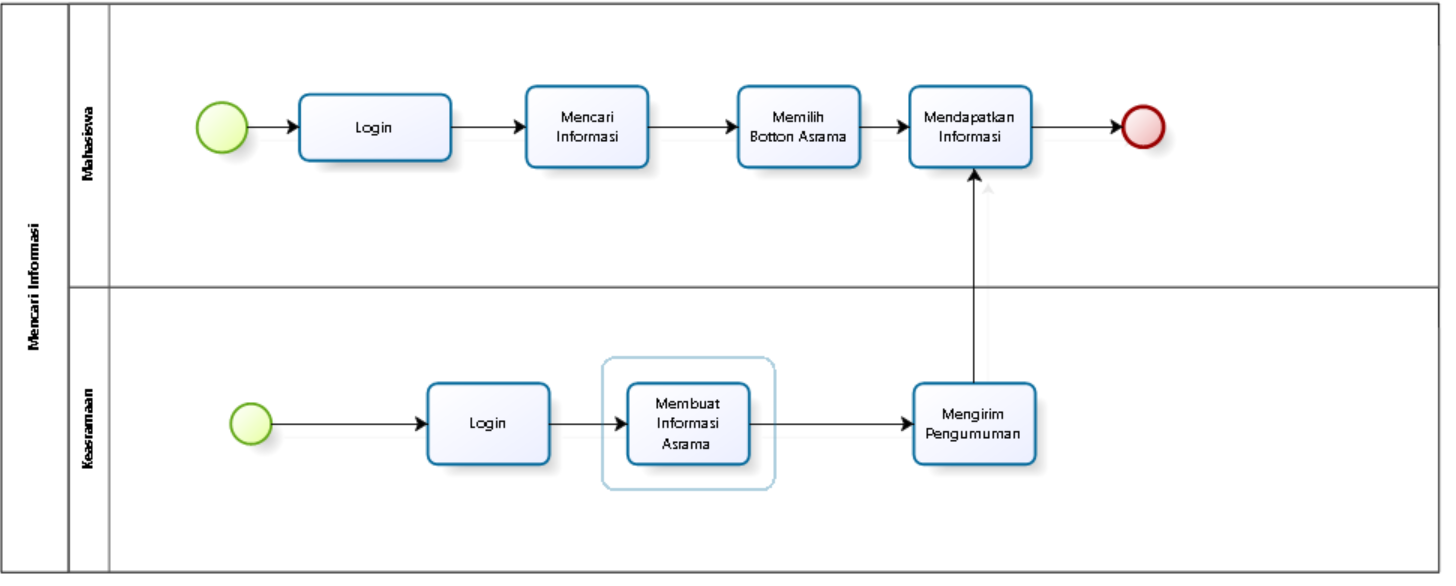 Mencari Informasi
Mahasiswa
Login
Mencari
Informasi
Memilih
Botton Asrama
Mendapatkan
Informasi
Keasramaan
Login
Membuat
Informasi
Asrama
Mengirim
Pengumuman